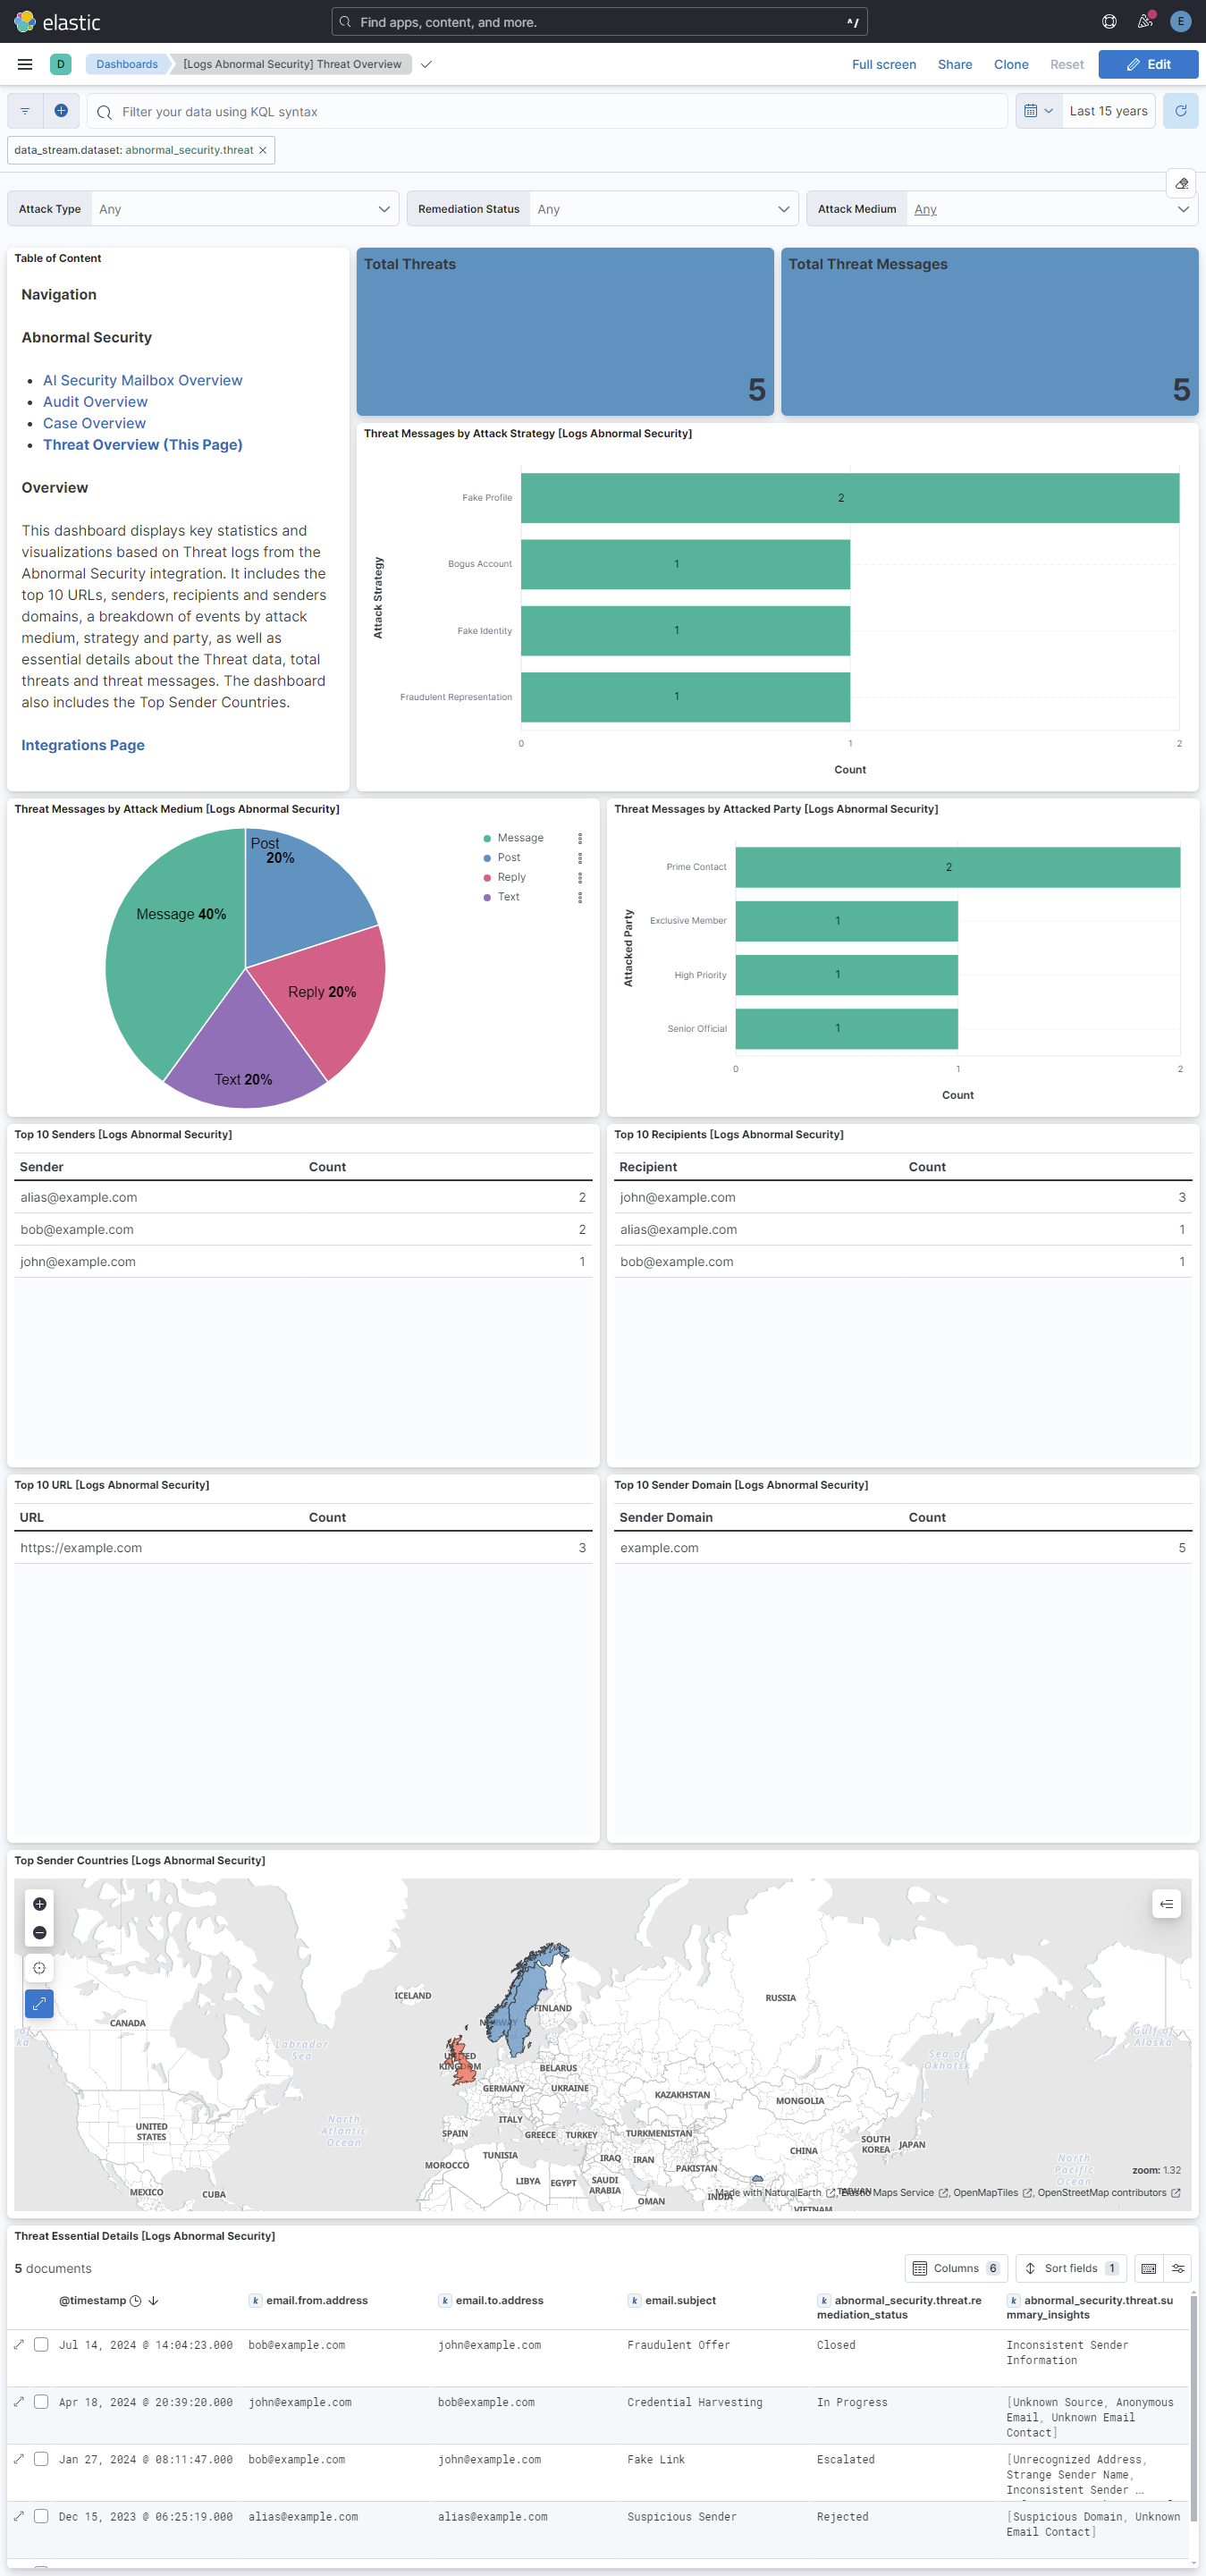 elastic
Find apps, content, and more.
^/
E
D
Dashboards
[Logs Abnormal Security] Threat Overview
Full screen
Share
Clone
Reset
Edit
Filter your data using KQL syntax
Last 15 years
data_stream.dataset: abnormal_security.threat
Attack Type
Any
Remediation Status
Any
Attack Medium
Any
Table of Content
Navigation
Abnormal Security
AI Security Mailbox Overview
Audit Overview
Case Overview
Threat Overview (This Page)
Overview
This dashboard displays key statistics and
visualizations based on Threat logs from the
Abnormal Security integration. It includes the
top 10 URLs, senders, recipients and senders
domains, a breakdown of events by attack
medium, strategy and party, as well as
essential details about the Threat data, total
threats and threat messages. The dashboard
also includes the Top Sender Countries.
Integrations Page
Total Threats
5
Total Threat Messages
5
Threat Messages by Attack Strategy [Logs Abnormal Security]
Attack Strategy
Fake Profile
2
Bogus Account
1
Fake Identity
1
Fraudulent Representation
1
0
1
2
Count
Threat Messages by Attack Medium [Logs Abnormal Security]
Post
20%
Message 40%
Reply 20%
Text 20%
Message
Post
Reply
Text
Threat Messages by Attacked Party [Logs Abnormal Security]
Attacked Party
Prime Contact
2
Exclusive Member
1
High Priority
1
Senior Official
1
0
1
2
Count
Top 10 Senders [Logs Abnormal Security]
Sender Count
alias@example.com 2
bob@example.com 2
john@example.com 1
Top 10 Recipients [Logs Abnormal Security]
Recipient Count
john@example.com 3
alias@example.com 1
bob@example.com 1
Top 10 URL [Logs Abnormal Security]
URL Count
https://example.com 3
Top 10 Sender Domain [Logs Abnormal Security]
Sender Domain Count
example.com 5
Top Sender Countries [Logs Abnormal Security]
ICELAND
RUSSIA
FINLAND
NORWAY
CANADA
Labrador
Sea
Gulf of
Alaska
Sea of
Okhotsk
UNITED
KINGDOM
BELARUS
GERMANY
UKRAINE
KAZAKHSTAN
MONGOLIA
North
Atlantic
Ocean
UNITED
STATES
ITALY
SPAIN
GREECE
TURKEY
TURKMENISTAN
SOUTH
KOREA
JAPAN
CHINA
TUNISIA
MOROCCO
IRAQ
IRAN
PAKISTAN
North
Pacific
Ocean
zoom: 1.32
LIBYA
EGYPT
SAUDI
ARABIA
MEXICO
CUBA
OMAN
INDIA
TAIWAN
VIETNAM
Made with NaturalEarth , Elastic Maps Service , OpenMapTiles , OpenStreetMap contributors
Threat Essential Details [Logs Abnormal Security]
5 documents
Columns 6
Sort fields 1
@timestamp
k email.from.address
k email.to.address
k email.subject
k abnormal_security.threat.re
mediation_status
k abnormal_security.threat.su
mmary_insights
Jul 14, 2024 @ 14:04:23.000 bob@example.com john@example.com Fraudulent Offer Closed Inconsistent Sender
Information
Apr 18, 2024 @ 20:39:20.000 john@example.com bob@example.com Credential Harvesting In Progress [Unknown Source, Anonymous
Email, Unknown Email
Contact]
Jan 27, 2024 @ 08:11:47.000 bob@example.com john@example.com Fake Link Escalated [Unrecognized Address,
Strange Sender Name,
Inconsistent Sender …
Dec 15, 2023 @ 06:25:19.000 alias@example.com alias@example.com Suspicious Sender Rejected [Suspicious Domain, Unknown
Email Contact]